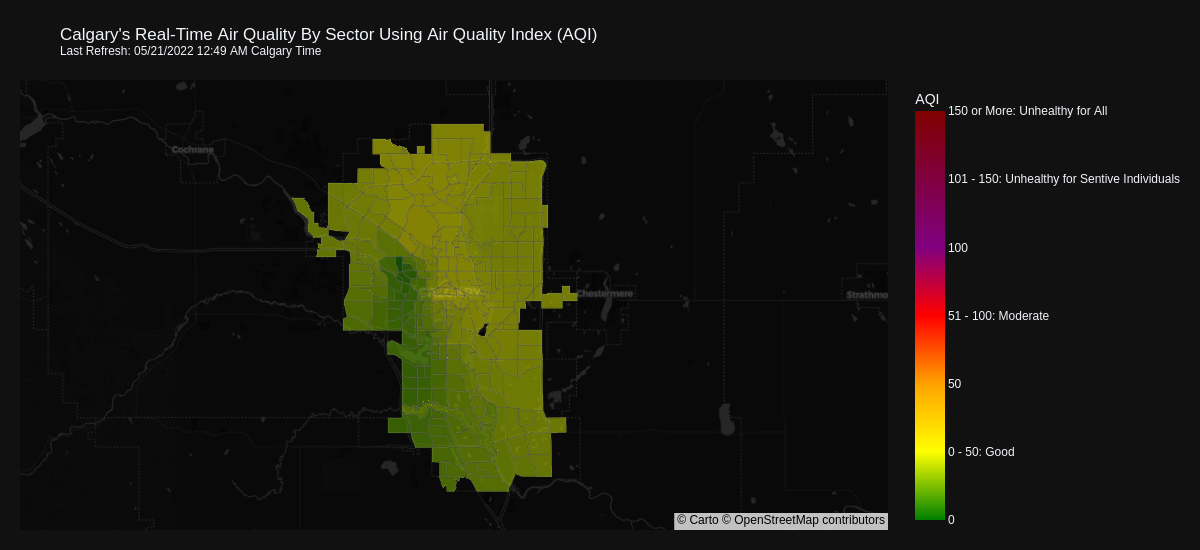 Calgary's Real-Time Air Quality By Sector Using Air Quality Index (AQI)
Last Refresh: 05/21/2022 12:49 AM Calgary Time
AQI
150 or More: Unhealthy for All
Cochrane
101 - 150: Unhealthy for Sentive Individuals
100
Chestermere
Strathmo
51 - 100: Moderate
50
0 - 50: Good
0
© Carto © OpenStreetMap contributors